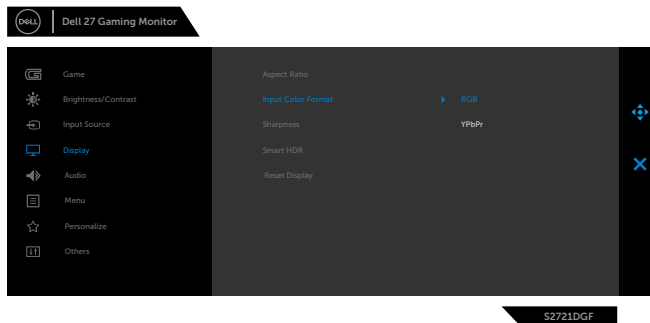 DELL
Dell 27 Gaming Monitor
Game
Aspect Ratio
Brightness/Contrast
Input Color Format
RGB
Input Source
Sharpness
YPbPr
Display
Smart HDR
Audio
Reset Display
Menu
Personalize
Others
S2721DGF